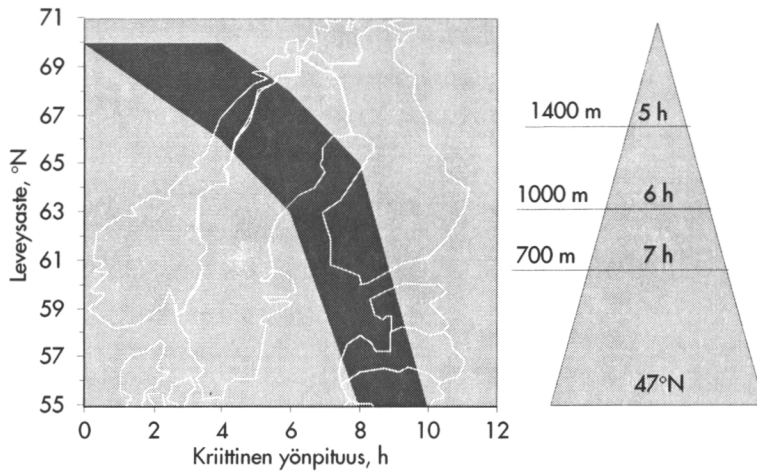 71
69
67
65
63
61
59
57
55
Leveysaste, °N
0 2 4 6 8 10 12
Kriittinen yönpituus, h
1400 m 5 h
1000 m 6 h
700 m 7 h
47°N